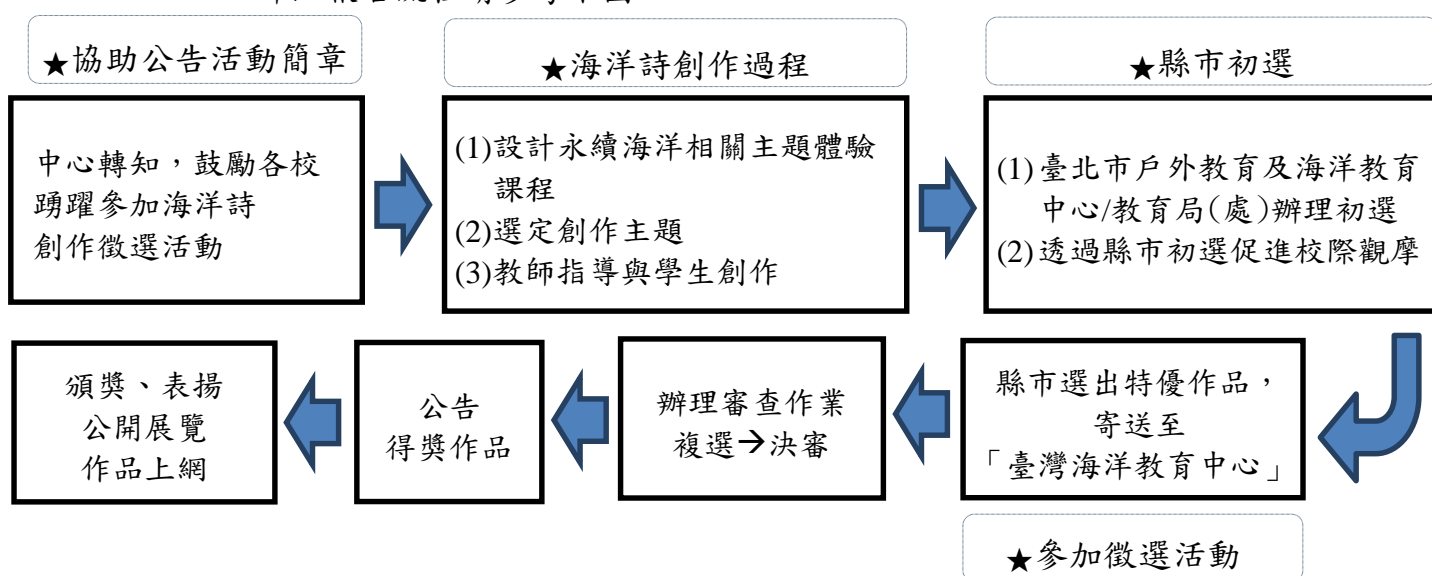 ★協助公告活動簡章
中心轉知，鼓勵各校
踴躍參加海洋詩
創作徵選活動
★海洋詩創作過程
(1)設計永續海洋相關主題體驗
課程
(2)選定創作主題
(3)教師指導與學生創作
★縣市初選
(1)臺北市戶外教育及海洋教育
中心/教育局(處)辦理初選
(2)透過縣市初選促進校際觀摩
縣市選出特優作品，
寄送至
「臺灣海洋教育中心」
★參加徵選活動
辦理審查作業
複選→決審
公告
得獎作品
頒獎、表揚
公開展覽
作品上網